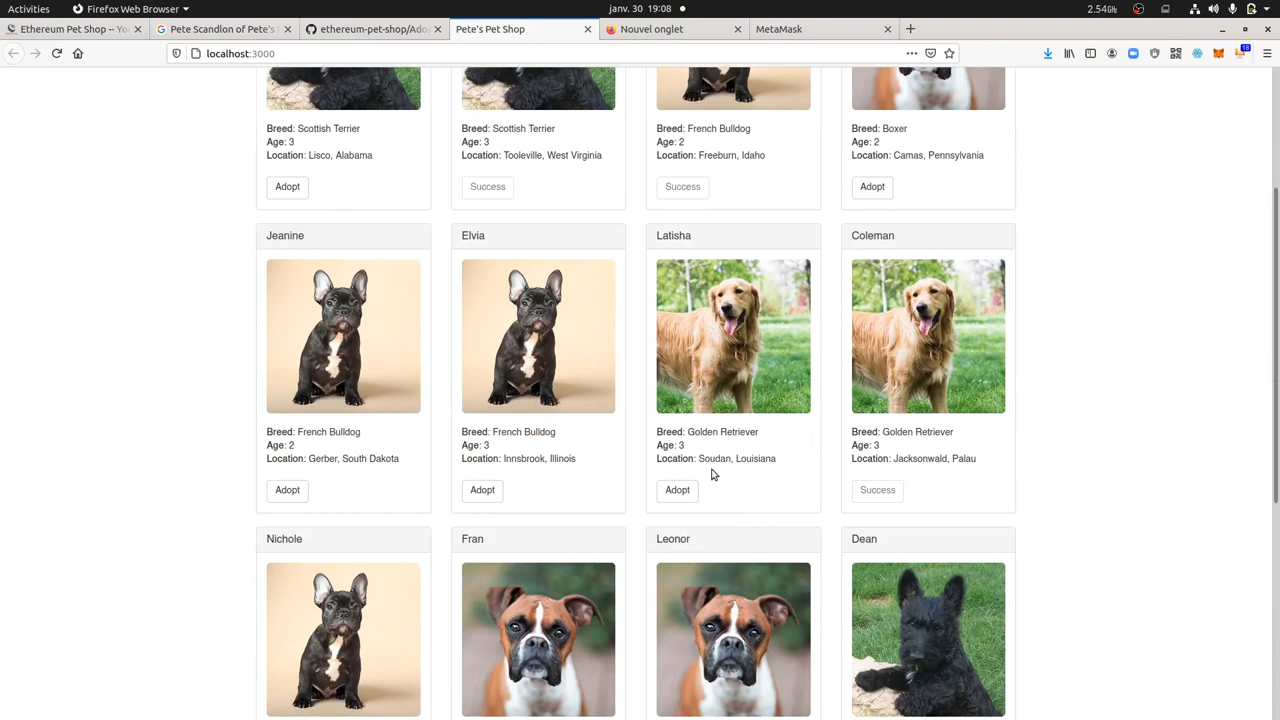 Activities
Firefox Web Browser
janv. 30 19:08
Ethereum Pet Shop -- Yo
Pete Scandlon of Pete's
ethereum-pet-shop/Ado
Pete's Pet Shop
Nouvel onglet
MetaMask
localhost:3000
18
Breed: Scottish Terrier
Age: 3
Location: Lisco, Alabama
Adopt
Breed: Scottish Terrier
Age: 3
Location: Tooleville, West Virginia
Success
Breed: French Bulldog
Age: 2
Location: Freeburn, Idaho
Success
Breed: Boxer
Age: 2
Location: Camas, Pennsylvania
Adopt
Jeanine
Breed: French Bulldog
Age: 2
Location: Gerber, South Dakota
Adopt
Elvia
Breed: French Bulldog
Age: 3
Location: Innsbrook, Illinois
Adopt
Latisha
Breed: Golden Retriever
Age: 3
Location: Soudan, Louisiana
Adopt
Coleman
Breed: Golden Retriever
Age: 3
Location: Jacksonwald, Palau
Success
Nichole
Fran
Leonor
Dean